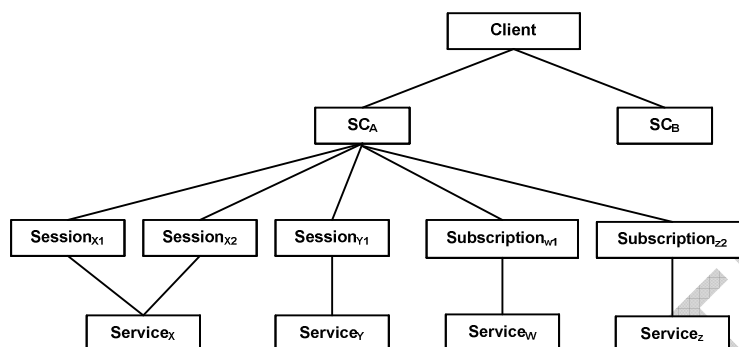 Client
SCA
SCB
SessionX1
SessionX2
SessionY1
Subscriptionw1
Subscriptionz2
ServiceX
ServiceY
ServiceW
Servicez